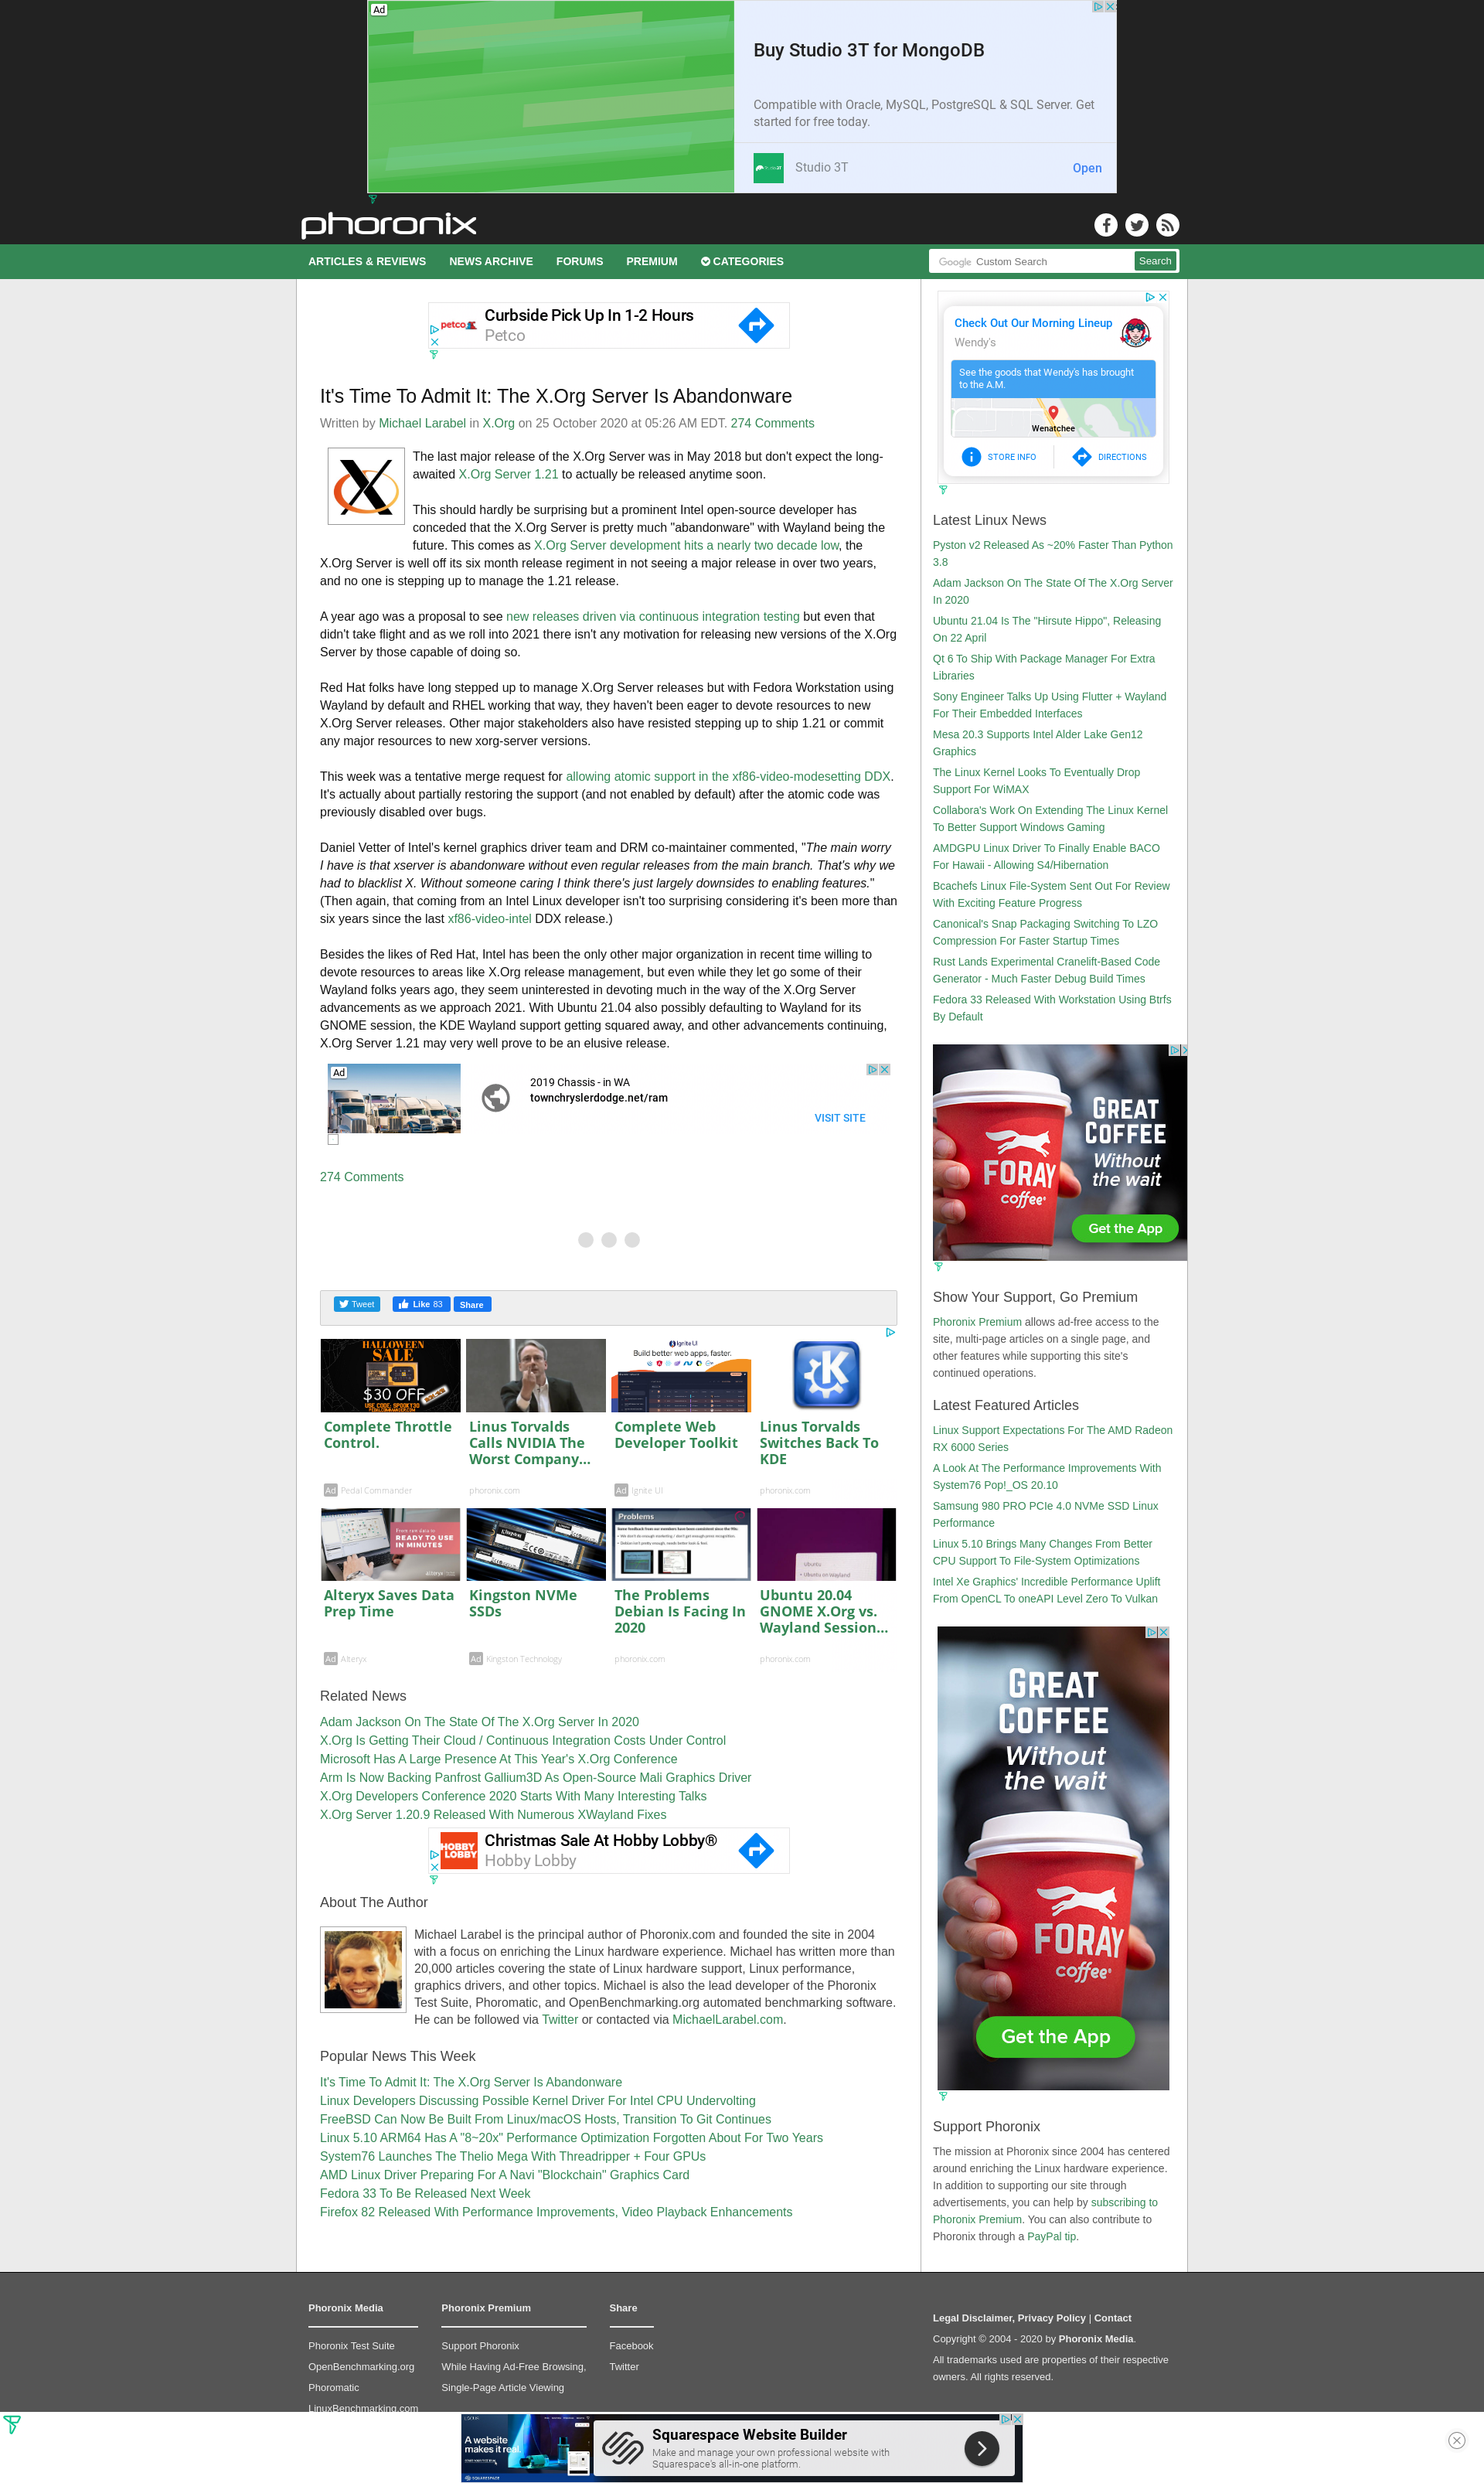 Ad
Buy Studio 3T for MongoDB
Compatible with Oracle, MySQL, PostgreSQL & SQL Server. Get
started for free today.
Studio 3T
Open
phoronix
ARTICLES & REVIEWS
NEWS ARCHIVE
FORUMS
PREMIUM
CATEGORIES
Google Custom Search
Search
petco
Curbside Pick Up In 1-2 Hours
Petco
It's Time To Admit It: The X.Org Server Is Abandonware
Written by Michael Larabel in X.Org on 25 October 2020 at 05:26 AM EDT. 274 Comments
The last major release of the X.Org Server was in May 2018 but don't expect the long-
awaited X.Org Server 1.21 to actually be released anytime soon.
This should hardly be surprising but a prominent Intel open-source developer has
conceded that the X.Org Server is pretty much "abandonware" with Wayland being the
future. This comes as X.Org Server development hits a nearly two decade low, the
X.Org Server is well off its six month release regiment in not seeing a major release in over two years,
and no one is stepping up to manage the 1.21 release.
A year ago was a proposal to see new releases driven via continuous integration testing but even that
didn't take flight and as we roll into 2021 there isn't any motivation for releasing new versions of the X.Org
Server by those capable of doing so.
Red Hat folks have long stepped up to manage X.Org Server releases but with Fedora Workstation using
Wayland by default and RHEL working that way, they haven't been eager to devote resources to new
X.Org Server releases. Other major stakeholders also have resisted stepping up to ship 1.21 or commit
any major resources to new xorg-server versions.
This week was a tentative merge request for allowing atomic support in the xf86-video-modesetting DDX.
It's actually about partially restoring the support (and not enabled by default) after the atomic code was
previously disabled over bugs.
Daniel Vetter of Intel's kernel graphics driver team and DRM co-maintainer commented, "The main worry
I have is that xserver is abandonware without even regular releases from the main branch. That's why we
had to blacklist X. Without someone caring I think there's just largely downsides to enabling features."
(Then again, that coming from an Intel Linux developer isn't too surprising considering it's been more than
six years since the last xf86-video-intel DDX release.)
Besides the likes of Red Hat, Intel has been the only other major organization in recent time willing to
devote resources to areas like X.Org release management, but even while they let go some of their
Wayland folks years ago, they seem uninterested in devoting much in the way of the X.Org Server
advancements as we approach 2021. With Ubuntu 21.04 also possibly defaulting to Wayland for its
GNOME session, the KDE Wayland support getting squared away, and other advancements continuing,
X.Org Server 1.21 may very well prove to be an elusive release.
Ad
2019 Chassis - in WA
townchryslerdodge.net/ram
VISIT SITE
274 Comments
Tweet
Like 83
Share
HALLOWEEN
SALE
$30 OFF
USE CODE: SPOOKY30
PEDALCOMMANDER.COM
Ignite UI
Build better web apps, faster.
Complete Throttle
Control.
Ad Pedal Commander
Linus Torvalds
Calls NVIDIA The
Worst Company...
phoronix.com
Complete Web
Developer Toolkit
Ad Ignite UI
Linus Torvalds
Switches Back To
KDE
phoronix.com
From raw data to
READY TO USE
IN MINUTES
alteryx
Kingston
Problems
Ubuntu
Ubuntu on Wayland
Alteryx Saves Data
Prep Time
Ad Alteryx
Kingston NVMe
SSDs
Ad Kingston Technology
The Problems
Debian Is Facing In
2020
phoronix.com
Ubuntu 20.04
GNOME X.Org vs.
Wayland Session...
phoronix.com
Related News
Adam Jackson On The State Of The X.Org Server In 2020
X.Org Is Getting Their Cloud / Continuous Integration Costs Under Control
Microsoft Has A Large Presence At This Year's X.Org Conference
Arm Is Now Backing Panfrost Gallium3D As Open-Source Mali Graphics Driver
X.Org Developers Conference 2020 Starts With Many Interesting Talks
X.Org Server 1.20.9 Released With Numerous XWayland Fixes
HOBBY
LOBBY
Christmas Sale At Hobby Lobby®
Hobby Lobby
About The Author
Michael Larabel is the principal author of Phoronix.com and founded the site in 2004
with a focus on enriching the Linux hardware experience. Michael has written more than
20,000 articles covering the state of Linux hardware support, Linux performance,
graphics drivers, and other topics. Michael is also the lead developer of the Phoronix
Test Suite, Phoromatic, and OpenBenchmarking.org automated benchmarking software.
He can be followed via Twitter or contacted via MichaelLarabel.com.
Popular News This Week
It's Time To Admit It: The X.Org Server Is Abandonware
Linux Developers Discussing Possible Kernel Driver For Intel CPU Undervolting
FreeBSD Can Now Be Built From Linux/macOS Hosts, Transition To Git Continues
Linux 5.10 ARM64 Has A "8~20x" Performance Optimization Forgotten About For Two Years
System76 Launches The Thelio Mega With Threadripper + Four GPUs
AMD Linux Driver Preparing For A Navi "Blockchain" Graphics Card
Fedora 33 To Be Released Next Week
Firefox 82 Released With Performance Improvements, Video Playback Enhancements
Check Out Our Morning Lineup
Wendy's
See the goods that Wendy's has brought
to the A.M.
Wenatchee
STORE INFO
DIRECTIONS
Latest Linux News
Pyston v2 Released As ~20% Faster Than Python
3.8
Adam Jackson On The State Of The X.Org Server
In 2020
Ubuntu 21.04 Is The "Hirsute Hippo", Releasing
On 22 April
Qt 6 To Ship With Package Manager For Extra
Libraries
Sony Engineer Talks Up Using Flutter + Wayland
For Their Embedded Interfaces
Mesa 20.3 Supports Intel Alder Lake Gen12
Graphics
The Linux Kernel Looks To Eventually Drop
Support For WiMAX
Collabora's Work On Extending The Linux Kernel
To Better Support Windows Gaming
AMDGPU Linux Driver To Finally Enable BACO
For Hawaii - Allowing S4/Hibernation
Bcachefs Linux File-System Sent Out For Review
With Exciting Feature Progress
Canonical's Snap Packaging Switching To LZO
Compression For Faster Startup Times
Rust Lands Experimental Cranelift-Based Code
Generator - Much Faster Debug Build Times
Fedora 33 Released With Workstation Using Btrfs
By Default
FORAY
coffee
GREAT
COFFEE
Without
the wait
Get the App
Show Your Support, Go Premium
Phoronix Premium allows ad-free access to the
site, multi-page articles on a single page, and
other features while supporting this site's
continued operations.
Latest Featured Articles
Linux Support Expectations For The AMD Radeon
RX 6000 Series
A Look At The Performance Improvements With
System76 Pop!_OS 20.10
Samsung 980 PRO PCIe 4.0 NVMe SSD Linux
Performance
Linux 5.10 Brings Many Changes From Better
CPU Support To File-System Optimizations
Intel Xe Graphics' Incredible Performance Uplift
From OpenCL To oneAPI Level Zero To Vulkan
GREAT
COFFEE
Without
the wait
FORAY
coffee
Get the App
Support Phoronix
The mission at Phoronix since 2004 has centered
around enriching the Linux hardware experience.
In addition to supporting our site through
advertisements, you can help by subscribing to
Phoronix Premium. You can also contribute to
Phoronix through a PayPal tip.
Phoronix Media
Phoronix Test Suite
OpenBenchmarking.org
Phoromatic
LinuxBenchmarking.com
Phoronix Premium
Support Phoronix
While Having Ad-Free Browsing,
Single-Page Article Viewing
Share
Facebook
Twitter
Legal Disclaimer, Privacy Policy | Contact
Copyright © 2004 - 2020 by Phoronix Media.
All trademarks used are properties of their respective
owners. All rights reserved.
A website
makes it real.
SQUARESPACE
Squarespace Website Builder
Make and manage your own professional website with
Squarespace's all-in-one platform.